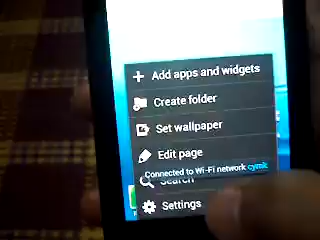 Add apps and widgets
Create folder
Set wallpaper
Edit page
Connected to Wi-Fi network cymk
Search
Settings